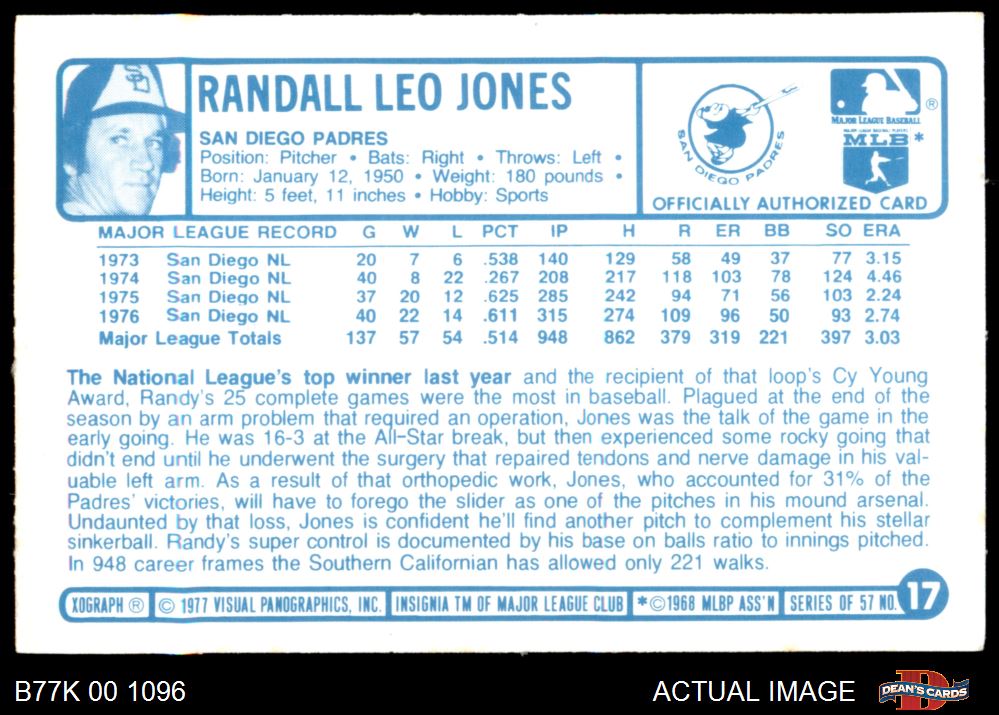 SD
RANDALL LEO JONES
SAN DIEGO PADRES
Position: Pitcher • Bats: Right • Throws: Left •
Born: January 12, 1950 • Weight: 180 pounds •
Height: 5 feet, 11 inches • Hobby: Sports
SAN DIEGO PADRES
® 
MAJOR LEAGUE BASEBALL
MAJOR LEAGUE BASEBALL PLAYERS
MLB *
OFFICIALLY AUTHORIZED CARD
MAJOR LEAGUE RECORD G W L PCT IP H R ER BB SO ERA
1973 San Diego NL 20 7 6 .538 140 129 58 49 37 77 3.15
1974 San Diego NL 40 8 22 .267 208 217 118 103 78 124 4.46
1975 San Diego NL 37 20 12 .625 285 242 94 71 56 103 2.24
1976 San Diego NL 40 22 14 .611 315 274 109 96 50 93 2.74
Major League Totals 137 57 54 .514 948 862 379 319 221 397 3.03
The National League's top winner last year and the recipient of that loop's Cy Young
Award, Randy's 25 complete games were the most in baseball. Plagued at the end of the
season by an arm problem that required an operation, Jones was the talk of the game in the
early going. He was 16-3 at the All-Star break, but then experienced some rocky going that
didn't end until he underwent the surgery that repaired tendons and nerve damage in his val-
uable left arm. As a result of that orthopedic work, Jones, who accounted for 31% of the
Padres' victories, will have to forego the slider as one of the pitches in his mound arsenal.
Undaunted by that loss, Jones is confident he'll find another pitch to complement his stellar
sinkerball. Randy's super control is documented by his base on balls ratio to innings pitched.
In 948 career frames the Southern Californian has allowed only 221 walks.
XOGRAPH ® © 1977 VISUAL PANOGRAPHICS, INC. INSIGNIA TM OF MAJOR LEAGUE CLUB *©1968 MLBP ASS'N SERIES OF 57 NO. 17
B77K 00 1096 ACTUAL IMAGE D DEAN'S CARDS